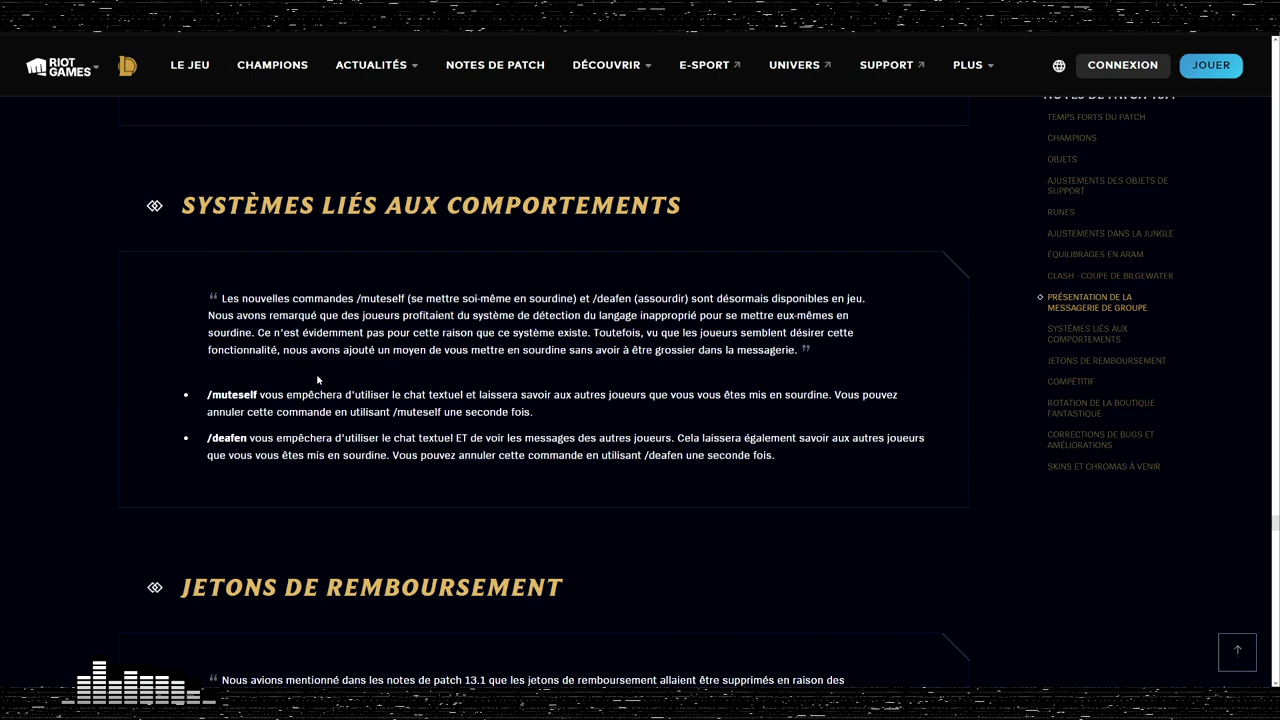 RIOT GAMES
LE JEU CHAMPIONS ACTUALITÉS NOTES DE PATCH DÉCOUVRIR E-SPORT UNIVERS SUPPORT PLUS CONNEXION JOUER
SYSTÈMES LIÉS AUX COMPORTEMENTS
“ Les nouvelles commandes /muteself (se mettre soi-même en sourdine) et /deafen (assourdir) sont désormais disponibles en jeu.
Nous avons remarqué que des joueurs profitaient du système de détection du langage inapproprié pour se mettre eux-mêmes en
sourdine. Ce n'est évidemment pas pour cette raison que ce système existe. Toutefois, vu que les joueurs semblent désirer cette
fonctionnalité, nous avons ajouté un moyen de vous mettre en sourdine sans avoir à être grossier dans la messagerie. ”
• /muteself vous empêchera d'utiliser le chat textuel et laissera savoir aux autres joueurs que vous vous êtes mis en sourdine. Vous pouvez
annuler cette commande en utilisant /muteself une seconde fois.
• /deafen vous empêchera d'utiliser le chat textuel ET de voir les messages des autres joueurs. Cela laissera également savoir aux autres joueurs
que vous vous êtes mis en sourdine. Vous pouvez annuler cette commande en utilisant /deafen une seconde fois.
JETONS DE REMBOURSEMENT
“ Nous avions mentionné dans les notes de patch 13.1 que les jetons de remboursement allaient être supprimés en raison des
TEMPS FORTS DU PATCH
CHAMPIONS
OBJETS
AJUSTEMENTS DES OBJETS DE
SUPPORT
RUNES
AJUSTEMENTS DANS LA JUNGLE
ÉQUILIBRAGES EN ARAM
CLASH - COUPE DE BILGEWATER
PRÉSENTATION DE LA
MESSAGERIE DE GROUPE
SYSTÈMES LIÉS AUX
COMPORTEMENTS
JETONS DE REMBOURSEMENT
COMPÉTITIF
ROTATION DE LA BOUTIQUE
FANTASTIQUE
CORRECTIONS DE BUGS ET
AMÉLIORATIONS
SKINS ET CHROMAS À VENIR